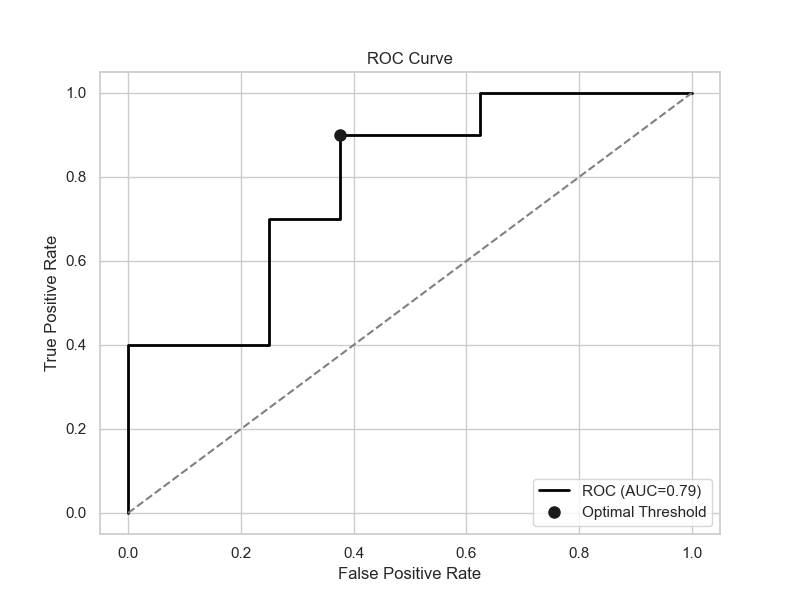 ROC Curve
1.0
0.8
0.6
0.4
0.2
0.0
True Positive Rate
0.0 0.2 0.4 0.6 0.8 1.0
False Positive Rate
ROC (AUC=0.79)
Optimal Threshold